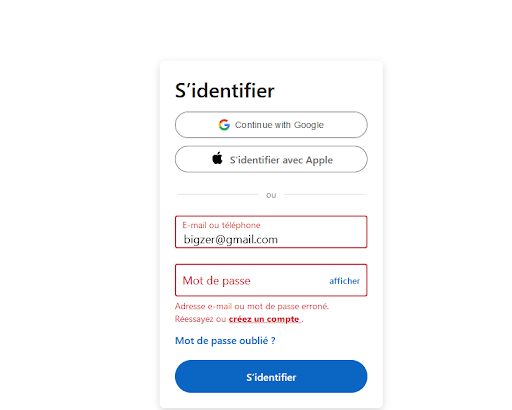 S'identifier
Continue with Google
S'identifier avec Apple
ou
E-mail ou téléphone
bigzer@gmail.com
Mot de passe afficher
Adresse e-mail ou mot de passe erroné.
Réessayez ou créez un compte .
Mot de passe oublié ?
S'identifier